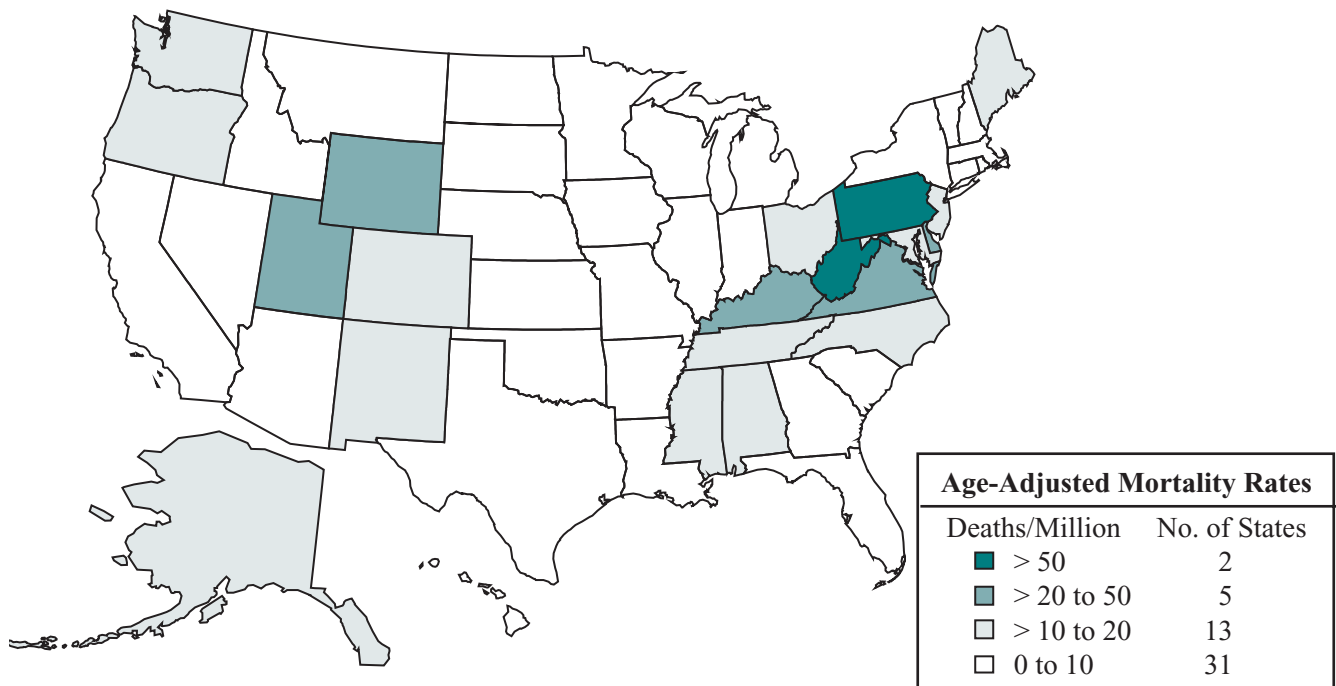 Age-Adjusted Mortality Rates
Deaths/Million No. of States
> 50 2
> 20 to 50 5
> 10 to 20 13
0 to 10 31